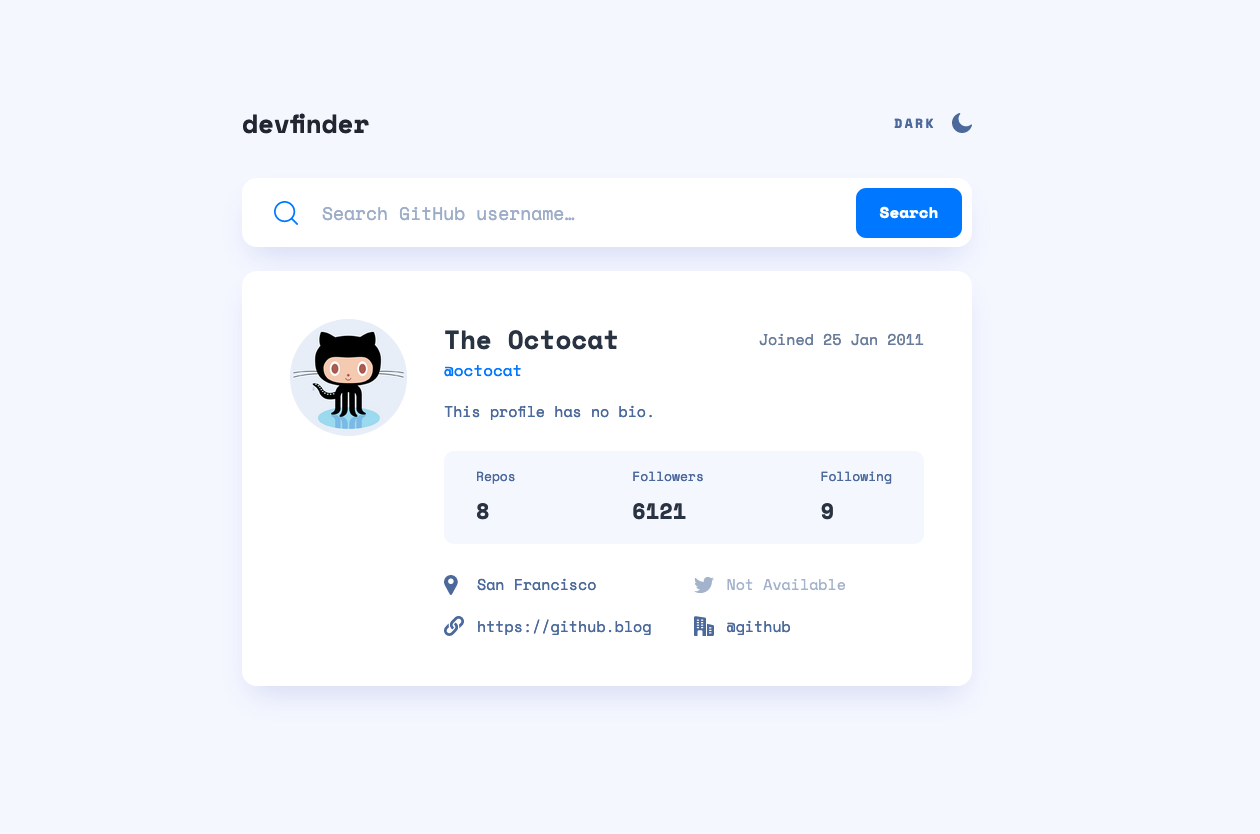 devfinder
DARK
Search GitHub username…
Search
The Octocat
Joined 25 Jan 2011
@octocat
This profile has no bio.
Repos Followers Following
8 6121 9
San Francisco
Not Available
https://github.blog
@github